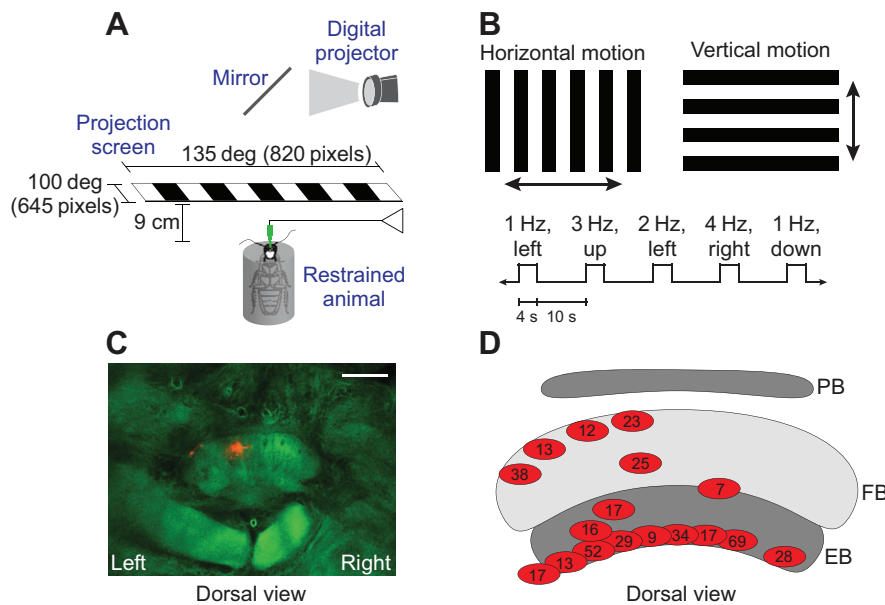 A
Digital
projector
Mirror
Projection
screen
135 deg (820 pixels)
100 deg
(645 pixels)
9 cm
Restrained
animal
B
Horizontal motion
Vertical motion
1 Hz, 3 Hz, 2 Hz, 4 Hz, 1 Hz,
left up left right down
4 s 10 s
C
Left Right
Dorsal view
D
PB
23
12
13
25
38
7
FB
17
16
29 9 34 17 69
52
13
28
EB
17
Dorsal view